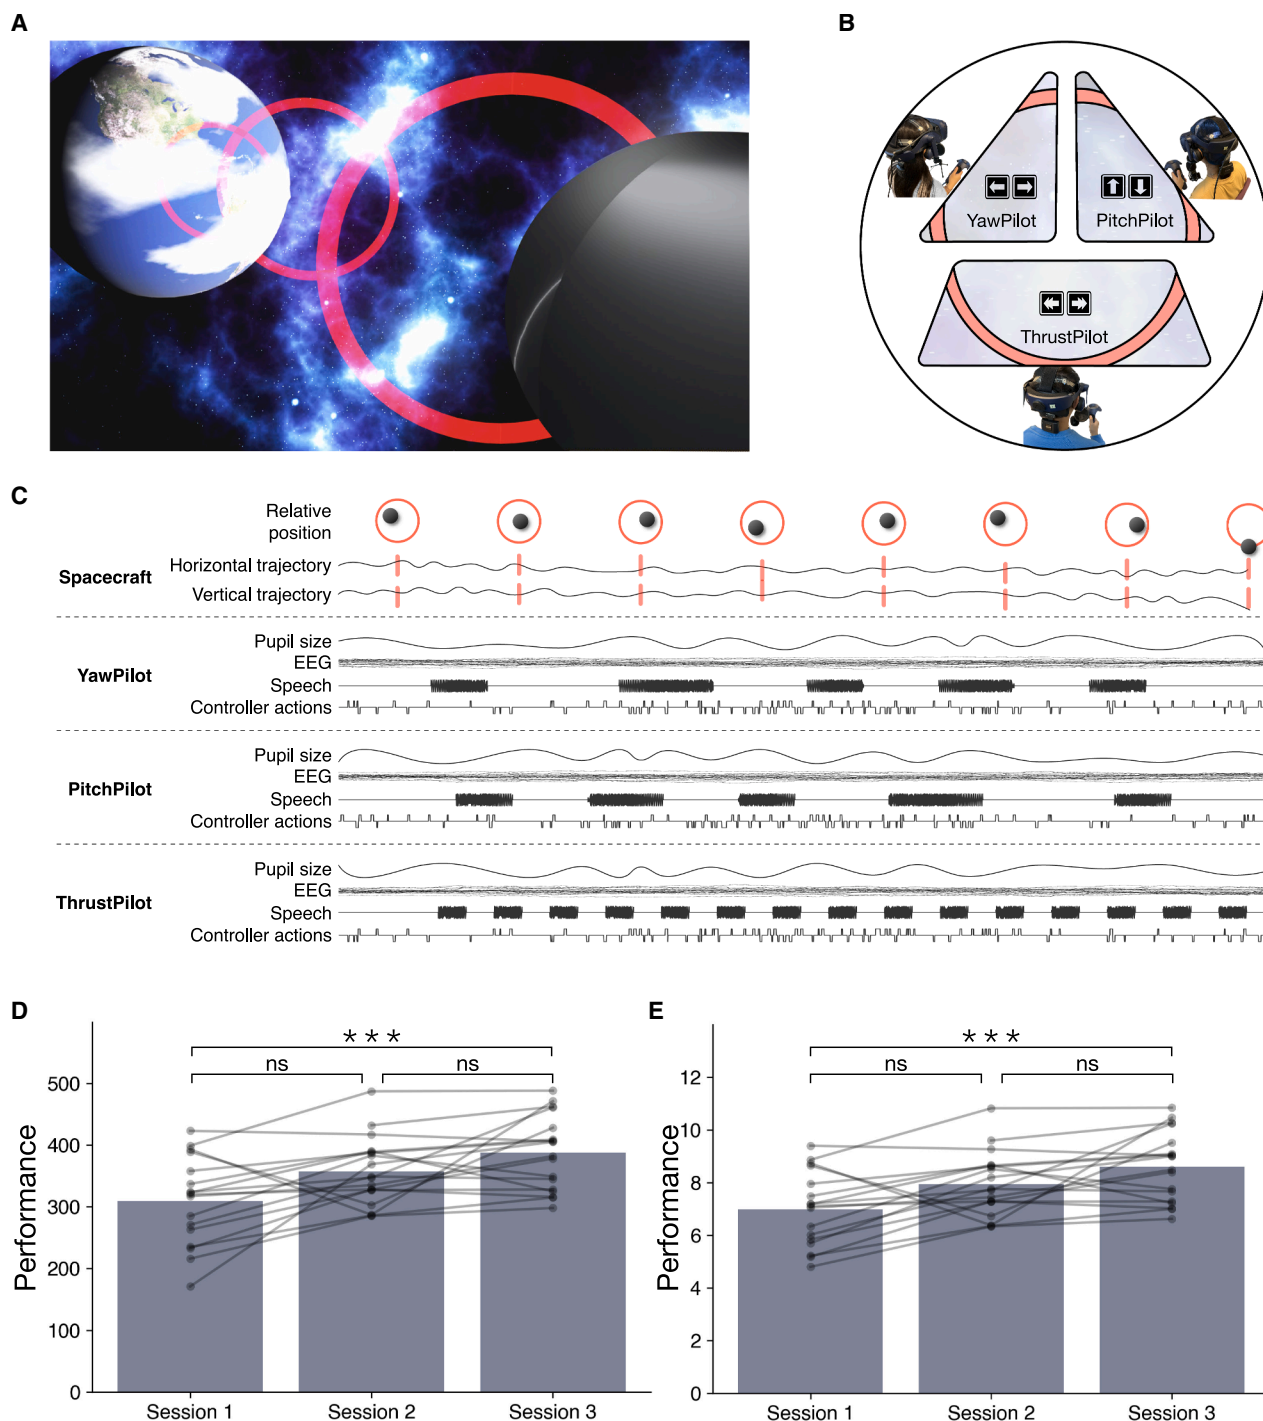 A
B
YawPilot
PitchPilot
ThrustPilot
C
Relative
position
Spacecraft
Horizontal trajectory
Vertical trajectory
YawPilot
Pupil size
EEG
Speech
Controller actions
PitchPilot
Pupil size
EEG
Speech
Controller actions
ThrustPilot
Pupil size
EEG
Speech
Controller actions
D
Performance
500
400
300
200
100
0
***
ns
ns
Session 1
Session 2
Session 3
E
Performance
12
10
8
6
4
2
0
***
ns
ns
Session 1
Session 2
Session 3